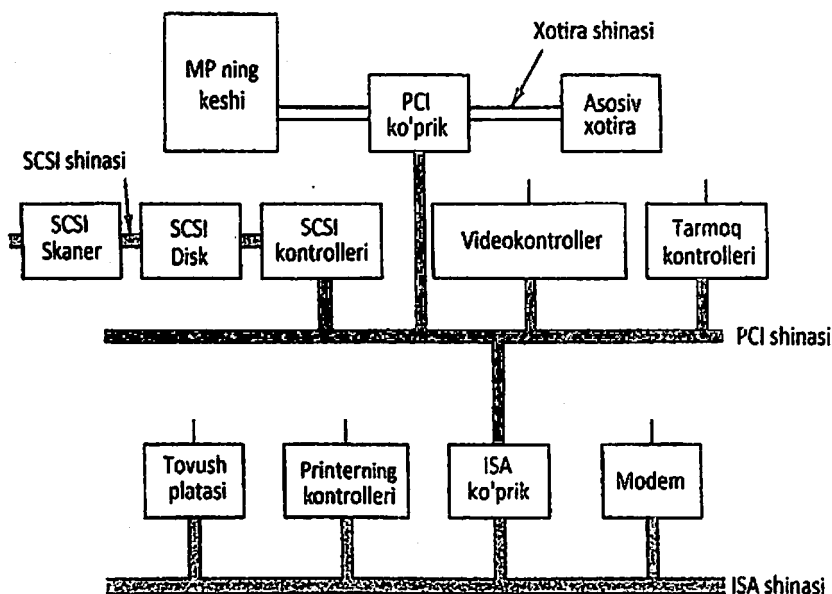 Xotira shinasi
MP ning
keshi
PCI
ko'prik
Asosiv
xotira
SCSI shinasi
SCSI
Skaner
SCSI
Disk
SCSI
kontrolleri
Videokontroller
Tarmoq
kontrolleri
PCI shinasi
Tovush
platasi
Printerning
kontrolleri
ISA
ko'prik
Modem
ISA shinasi